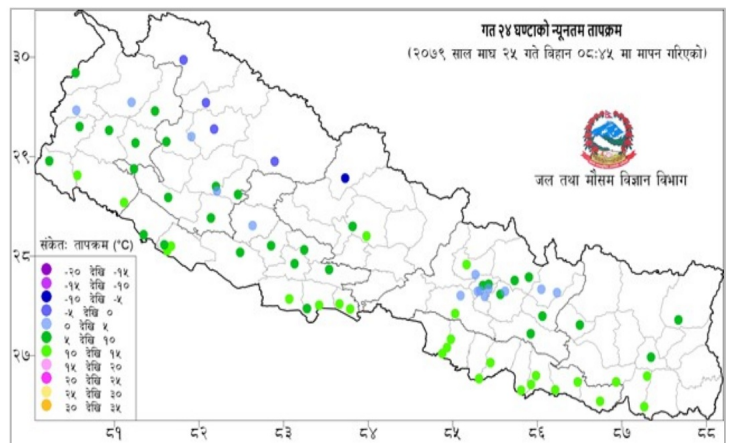 गत २४ घण्टाको न्यूनतम तापक्रम
(२०७९ साल माघ २५ गते बिहान ०८:४५ मा मापन गरिएको)
३०
२९
जल तथा मौसम विज्ञान विभाग
संकेतः तापक्रम (°C)
२८
-२० देखि -१५
-१५ देखि -१०
-१० देखि -५
-५ देखि ०
० देखि ५
५ देखि १०
१० देखि १५
१५ देखि २०
२० देखि २५
२५ देखि ३०
३० देखि ३५
२७
८१ ८२ ८३ ८४ ८५ ८६ ८७ ८८